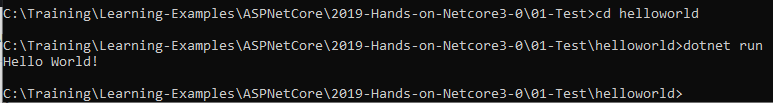 C:\Training\Learning-Examples\ASPNetCore\2019-Hands-on-Netcore3-0\01-Test>cd helloworld
C:\Training\Learning-Examples\ASPNetCore\2019-Hands-on-Netcore3-0\01-Test\helloworld>dotnet run
Hello World!
C:\Training\Learning-Examples\ASPNetCore\2019-Hands-on-Netcore3-0\01-Test\helloworld>